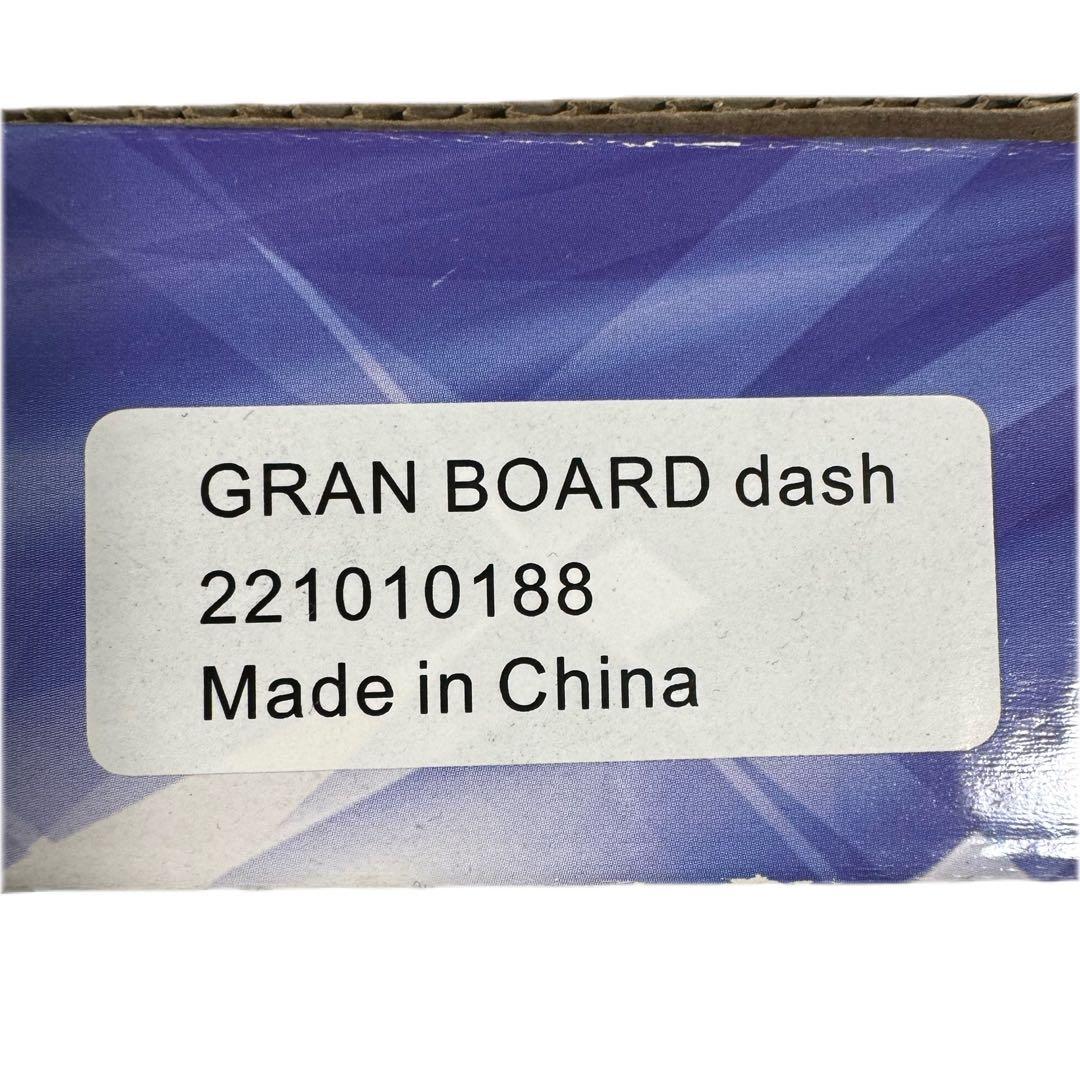 GRAN BOARD dash
221010188
Made in China